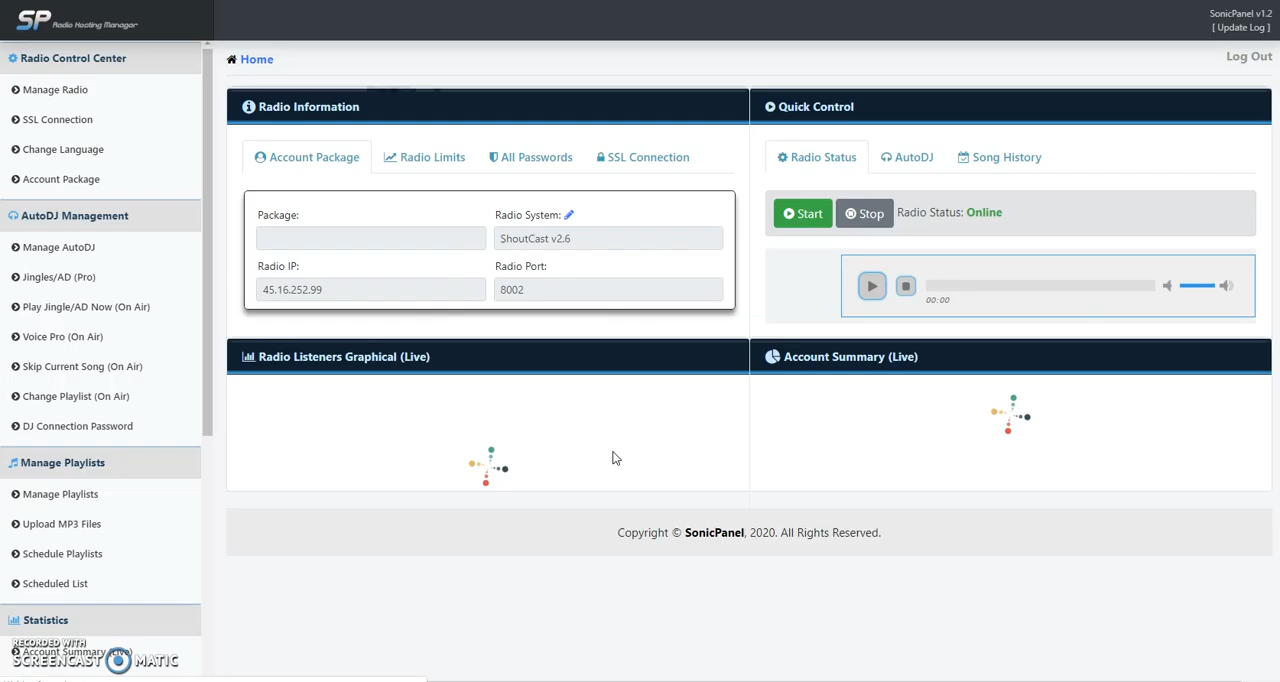 SP Radio Hosting Manager
SonicPanel v1.2
[ Update Log ]
Radio Control Center
Manage Radio
SSL Connection
Change Language
Account Package
AutoDJ Management
Manage AutoDJ
Jingles/AD (Pro)
Play Jingle/AD Now (On Air)
Voice Pro (On Air)
Skip Current Song (On Air)
Change Playlist (On Air)
DJ Connection Password
Manage Playlists
Manage Playlists
Upload MP3 Files
Schedule Playlists
Scheduled List
Statistics
Account Summary (Live)
RECORDED WITH
SCREENCAST MATIC
Home
Log Out
Radio Information
Account Package Radio Limits All Passwords SSL Connection
Package: Radio System:
ShoutCast v2.6
Radio IP: Radio Port:
45.16.252.99 8002
Quick Control
Radio Status AutoDJ Song History
Start Stop Radio Status: Online
00:00
Radio Listeners Graphical (Live)
Account Summary (Live)
Copyright © SonicPanel, 2020. All Rights Reserved.